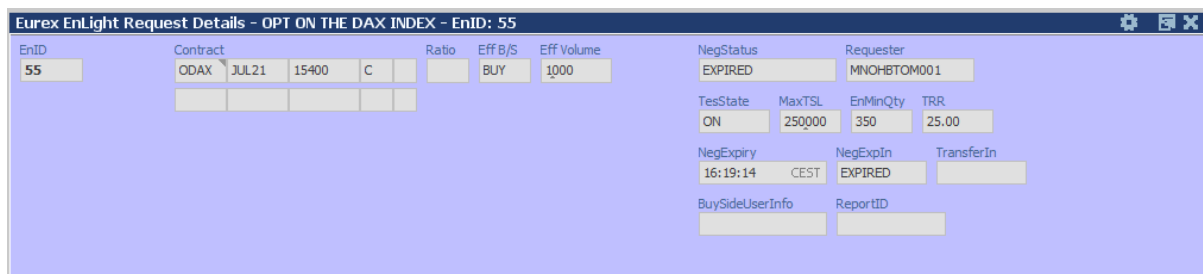 Eurex EnLight Request Details - OPT ON THE DAX INDEX - EnID: 55
EnID Contract Ratio Eff B/S Eff Volume NegStatus Requester
55 ODAX JUL21 15400 C BUY 1000 EXPIRED MNOHBTOM001
TesState MaxTSL EnMinQty TRR
ON 250000 350 25.00
NegExpiry NegExpIn TransferIn
16:19:14 CEST EXPIRED
BuySideUserInfo ReportID